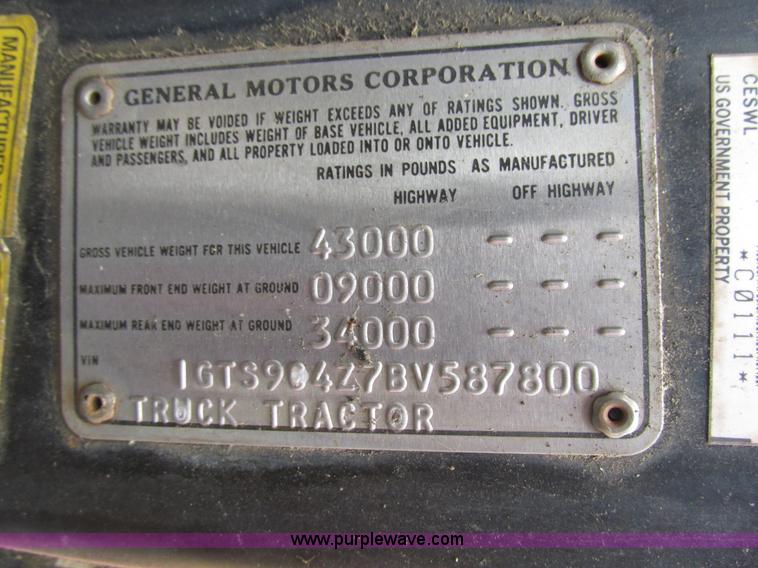 GENERAL MOTORS CORPORATION
WARRANTY MAY BE VOIDED IF WEIGHT EXCEEDS ANY OF RATINGS SHOWN. GROSS
VEHICLE WEIGHT INCLUDES WEIGHT OF BASE VEHICLE, ALL ADDED EQUIPMENT, DRIVER
AND PASSENGERS, AND ALL PROPERTY LOADED INTO OR ONTO VEHICLE.
RATINGS IN POUNDS AS MANUFACTURED
HIGHWAY OFF HIGHWAY
GROSS VEHICLE WEIGHT FOR THIS VEHICLE 43000 - - -
MAXIMUM FRONT END WEIGHT AT GROUND 09000 - - -
MAXIMUM REAR END WEIGHT AT GROUND 34000 - - -
VIN
1GTS9C4Z7BV587800
TRUCK TRACTOR
CESWL
US GOVERNMENT PROPERTY
*C0111*
www.purplewave.com